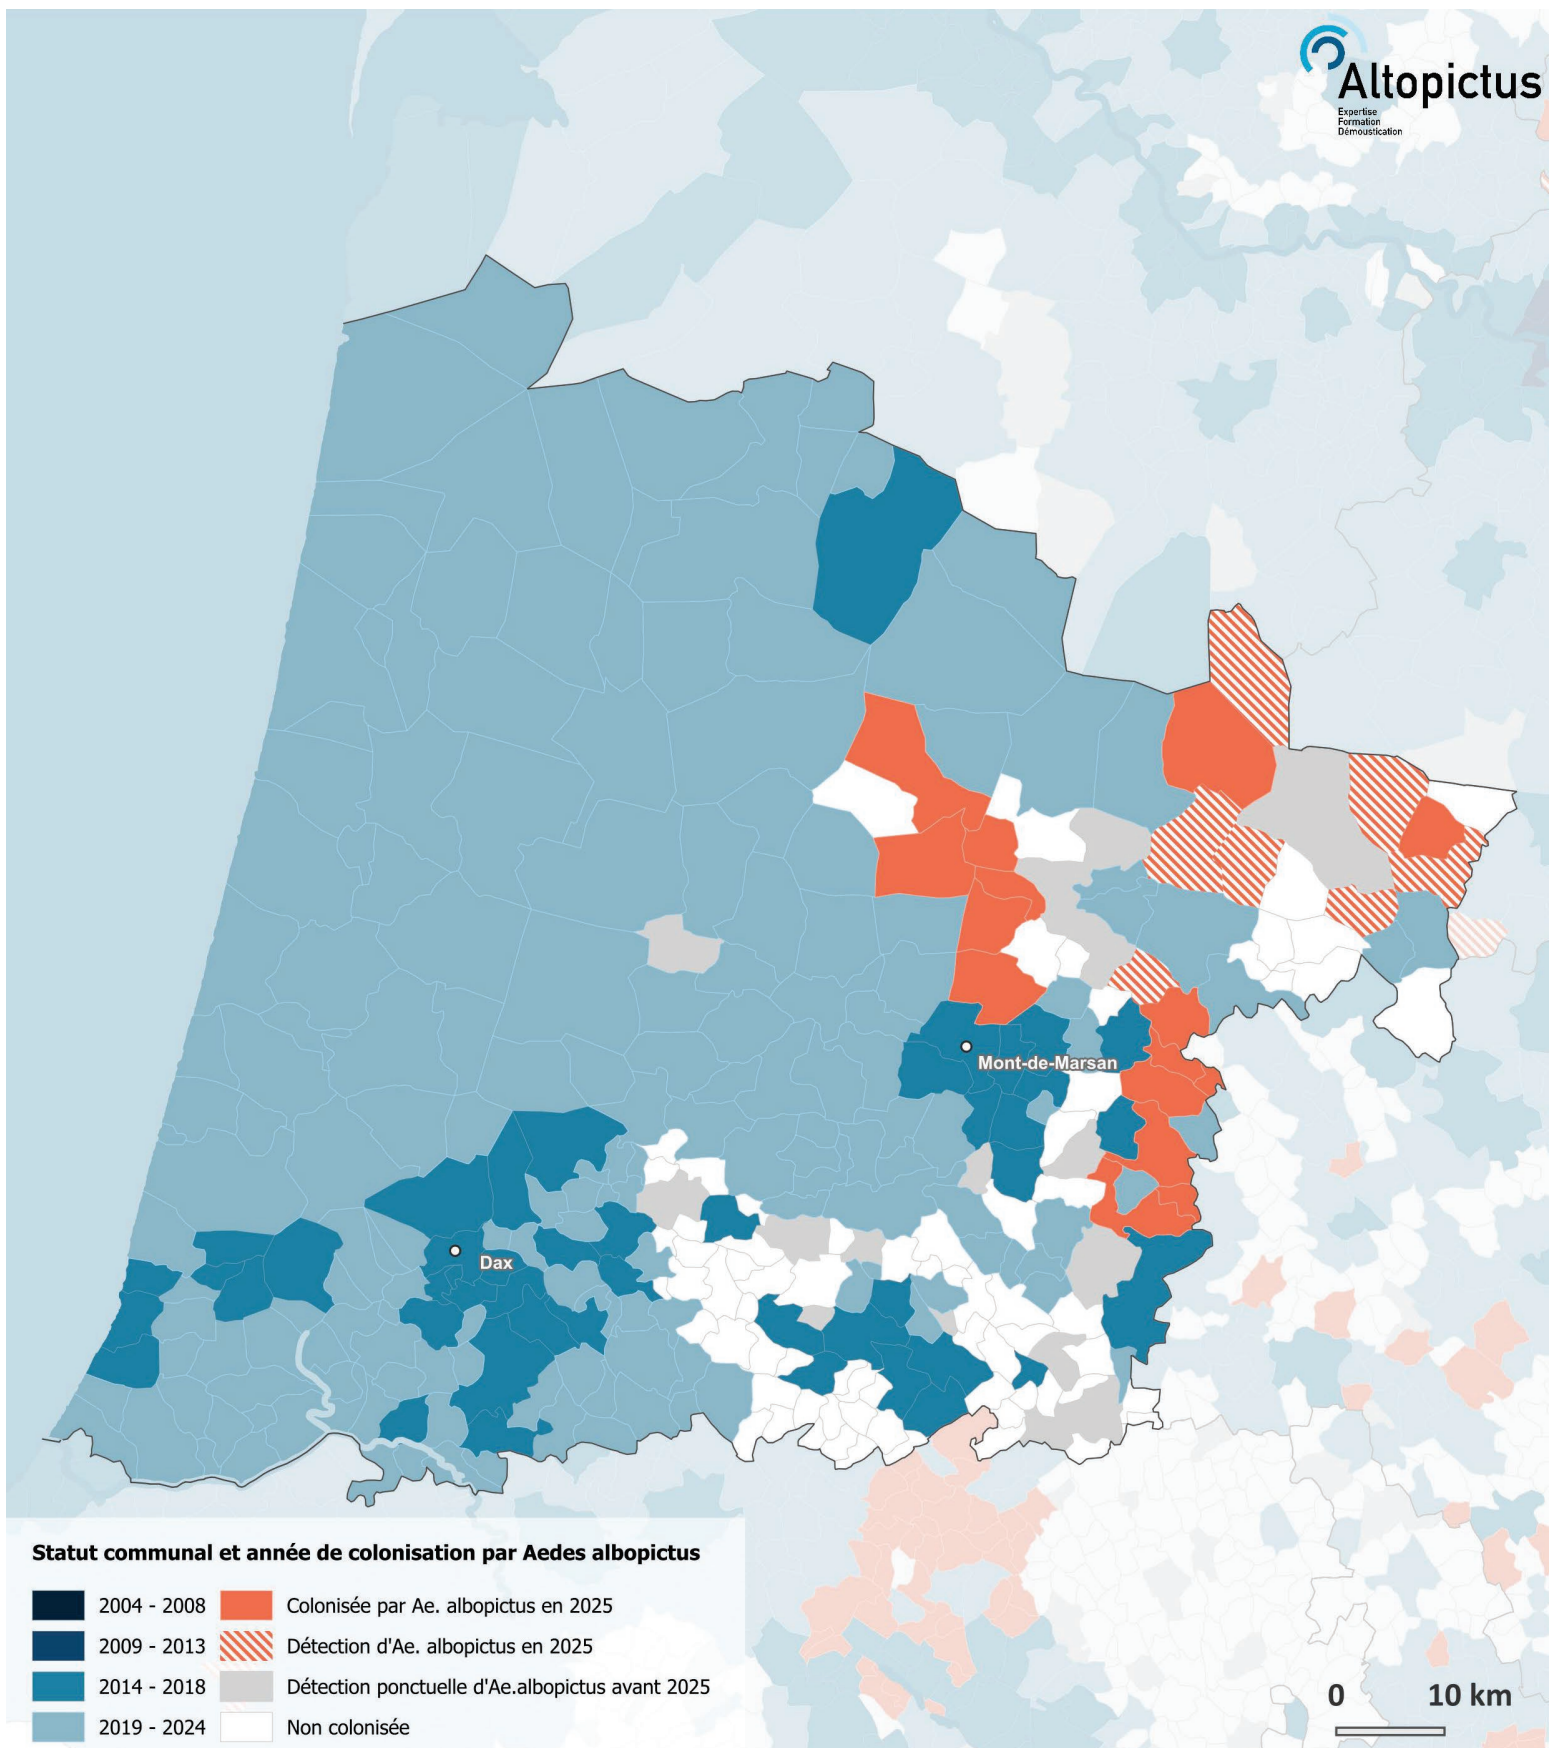 Altopictus
Expertise
Formation
Démoustication
Mont-de-Marsan
Dax
Statut communal et année de colonisation par Aedes albopictus
2004 - 2008
Colonisée par Ae. albopictus en 2025
2009 - 2013
Détection d'Ae. albopictus en 2025
2014 - 2018
Détection ponctuelle d'Ae.albopictus avant 2025
2019 - 2024
Non colonisée
0 10 km